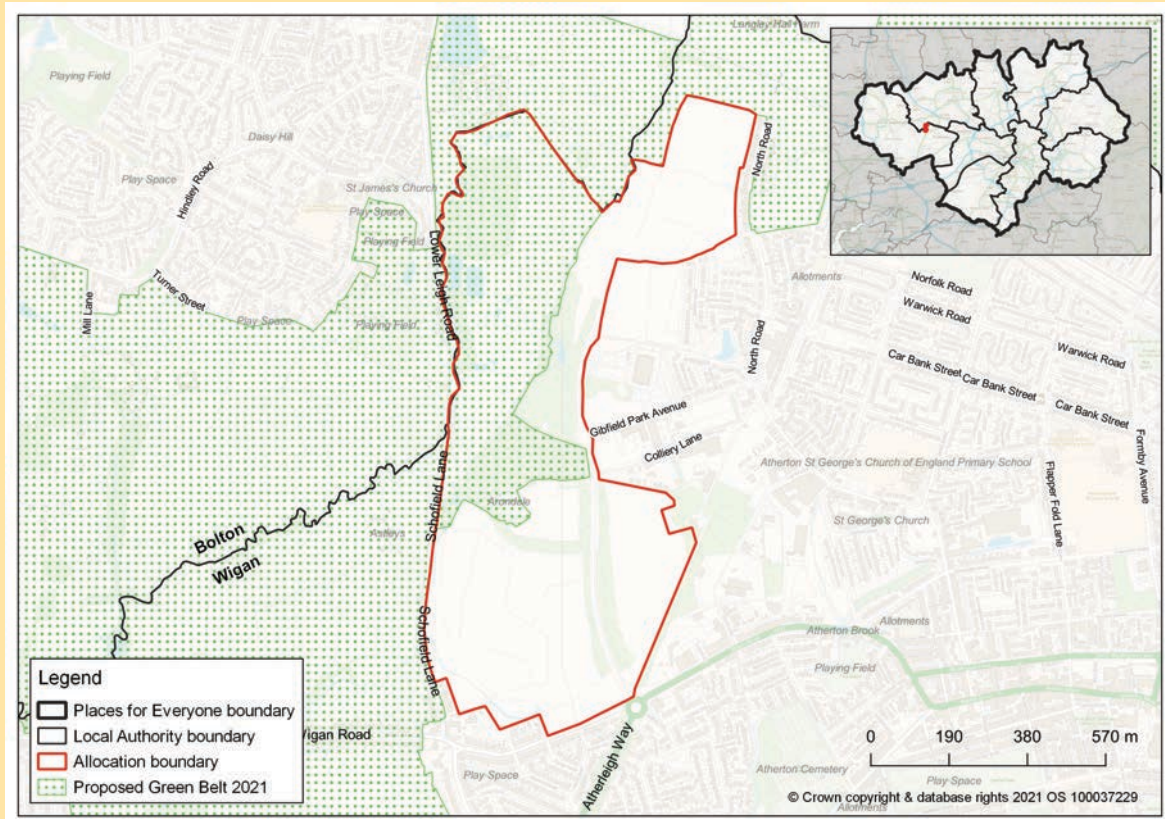 Langley Hall Farm
Playing Field
Daisy Hill
Play Space
Hindley Road
St James's Church
Play Space
Playing Field
Lower Leigh Road
North Road
Allotments
Norfolk Road
Warwick Road
Warwick Road
Turner Street
Mill Lane
Play Space
Playing Field
North Road
Car Bank Street
Car Bank Street
Car Bank Street
Formby Avenue
Gibfield Park Avenue
Colliery Lane
Atherton St George's Church of England Primary School
Flapper Fold Lane
Schofield Lane
Arondale
Astleys
St George's Church
Bolton
Wigan
Schofield Lane
Allotments
Atherton Brook
Playing Field
Legend
Places for Everyone boundary
Local Authority boundary
Allocation boundary
Proposed Green Belt 2021
Wigan Road
Play Space
Atherleigh Way
0 190 380 570 m
Atherton Cemetery
Play Space
Allotments
© Crown copyright & database rights 2021 OS 100037229